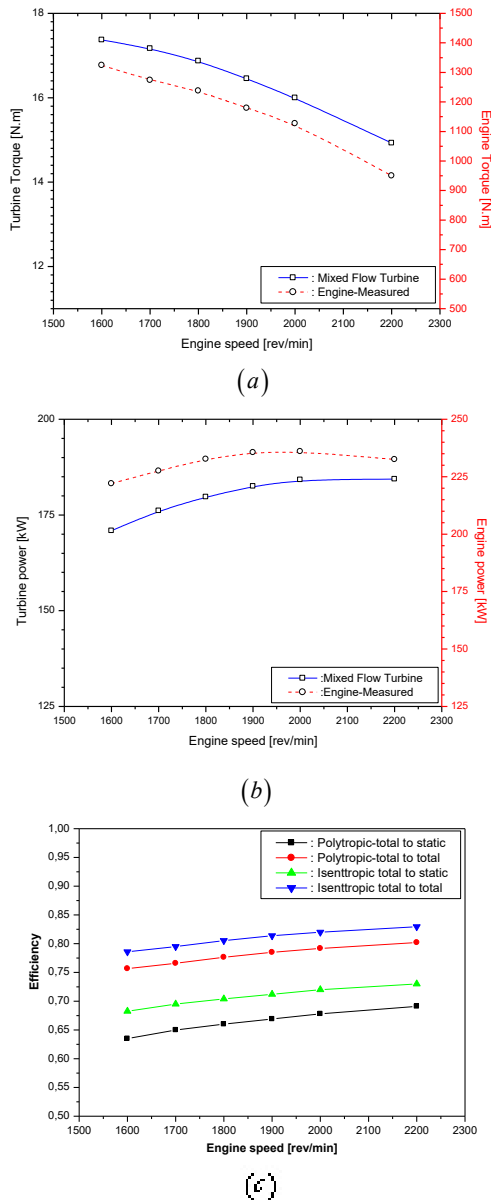 18
16
14
12
Turbine Torque [N.m]
1500
1400
1300
1200
1100
1000
900
800
700
600
500
Engine Torque [N.m]
: Mixed Flow Turbine
: Engine-Measured
1500 1600 1700 1800 1900 2000 2100 2200 2300
Engine speed [rev/min]
(a)
200
175
150
125
Turbine power [kW]
250
225
200
175
150
125
Engine power [kW]
:Mixed Flow Turbine
:Engine-Measured
1500 1600 1700 1800 1900 2000 2100 2200 2300
Engine speed [rev/min]
(b)
1,00
0,95
0,90
0,85
0,80
0,75
0,70
0,65
0,60
0,55
0,50
Efficiency
: Polytropic-total to static
: Polytropic-total to total
: Isenttropic total to static
: Isenttropic total to total
1500 1600 1700 1800 1900 2000 2100 2200 2300
Engine speed [rev/min]
(c)